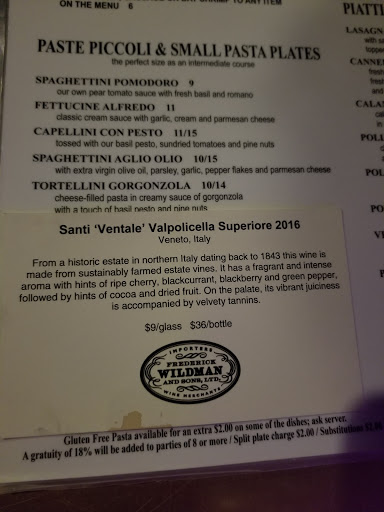 ON THE MENU 6
TO ANY ITEM
PASTE PICCOLI & SMALL PASTA PLATES
the perfect size as an intermediate course
SPAGHETTINI POMODORO 9
our own pear tomato sauce with fresh basil and romano
FETTUCINE ALFREDO 11
classic cream sauce with garlic, cream and parmesan cheese
CAPELLINI CON PESTO 11/15
tossed with our basil pesto, sundried tomatoes and pine nuts
SPAGHETTINI AGLIO OLIO 10/15
with extra virgin olive oil, parsley, garlic, pepper flakes and parmesan cheese
TORTELLINI GORGONZOLA 10/14
cheese-filled pasta in creamy sauce of gorgonzola
with a touch of basil pesto and pine nuts
PIATTI
LASAGN
with
topped
CANNE
fresh
CALA
in
POL
Santi ‘Ventale’ Valpolicella Superiore 2016
Veneto, Italy
From a historic estate in northern Italy dating back to 1843 this wine is
made from sustainably farmed estate vines. it has a fragrant and intense
aroma with hints of ripe cherry, blackcurrant, blackberry and green pepper,
followed by hints of cocoa and dried fruit. On the palate, its vibrant juiciness
is accompanied by velvety tannins.
$9/glass $36/bottle
IMPORTERS
FREDERICK
WILDMAN
AND SONS, LTD.
WINE MERCHANTS
Gluten Free Pasta available for an extra $2.00 on some of the dishes; ask server.
A gratuity of 18% will be added to parties of 8 or more / Split plate charge $2.00 / Substitutions $2.00